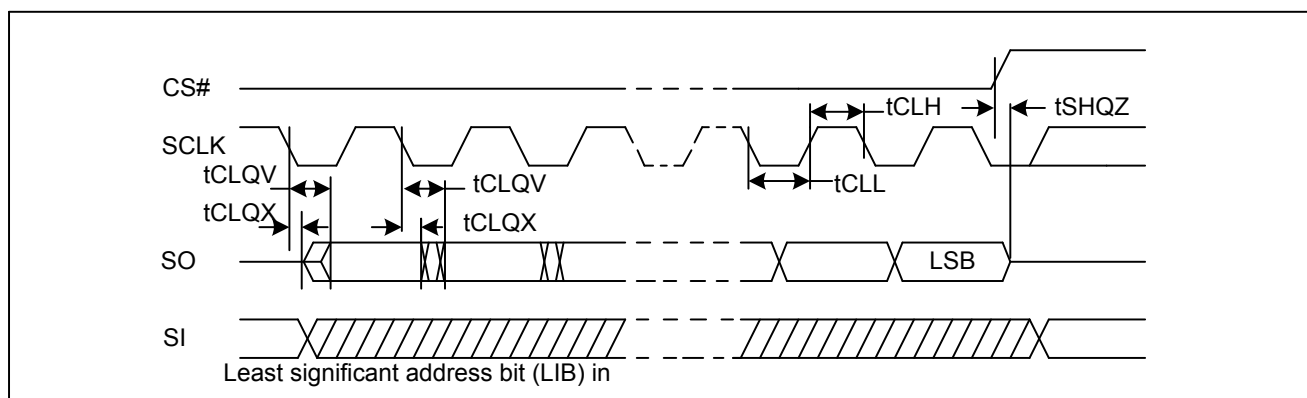 CS#
tCLH
tSHQZ
SCLK
tCLQV
tCLQV
tCLL
tCLQX
tCLQX
SO
LSB
SI
Least significant address bit (LIB) in